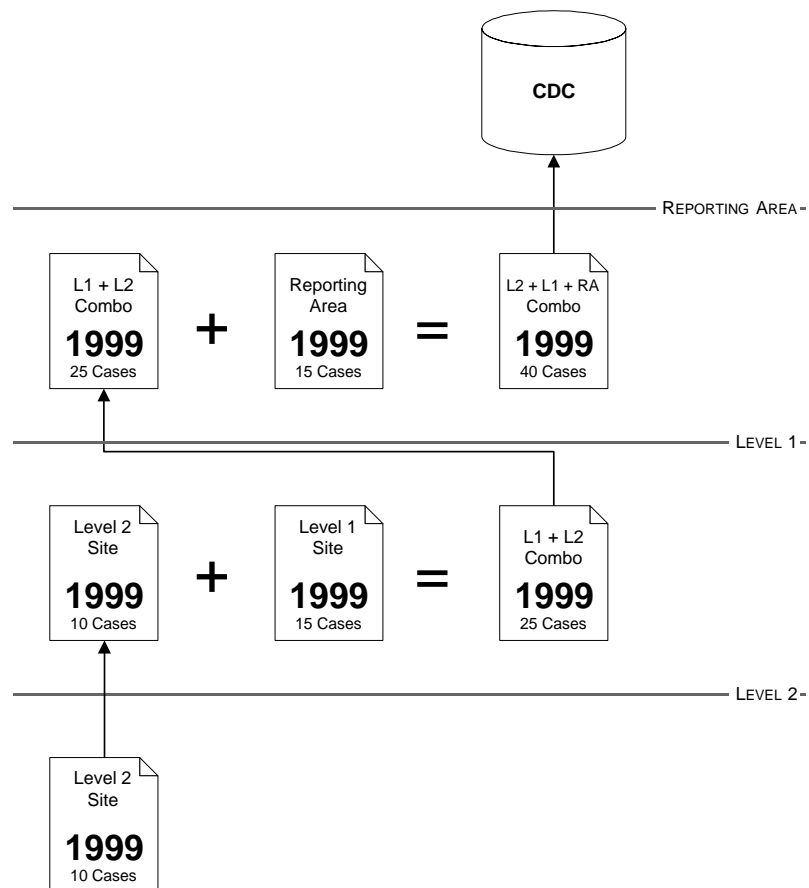 CDC
REPORTING AREA
L1 + L2
Combo
1999
25 Cases
+
Reporting
Area
1999
15 Cases
=
L2 + L1 + RA
Combo
1999
40 Cases
LEVEL 1
Level 2
Site
1999
10 Cases
+
Level 1
Site
1999
15 Cases
=
L1 + L2
Combo
1999
25 Cases
LEVEL 2
Level 2
Site
1999
10 Cases